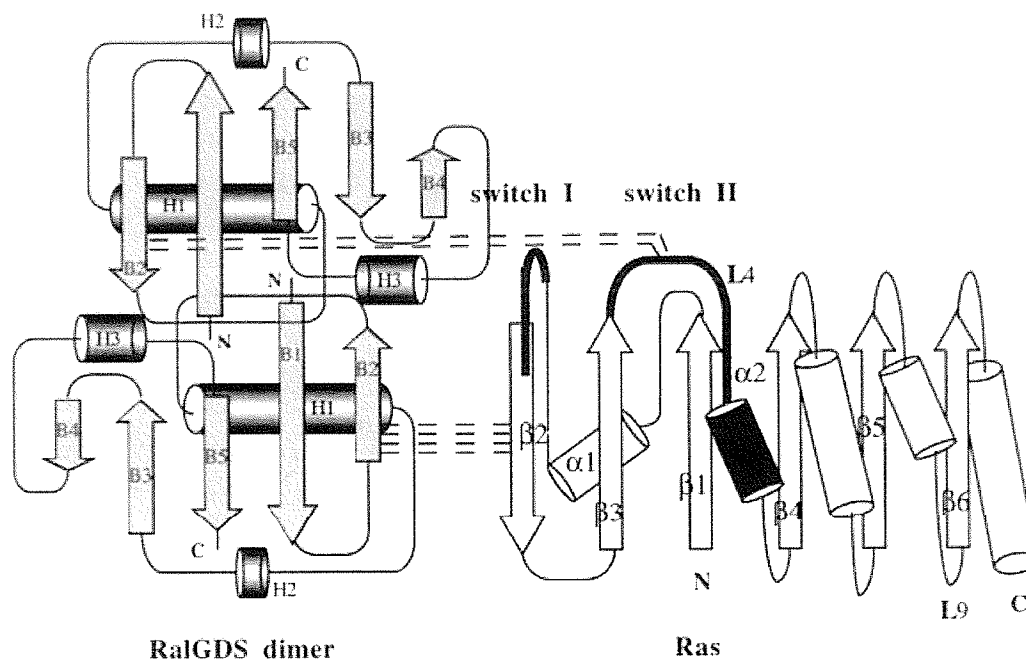 H2
C
B3
B5
B4
switch I
switch II
H1
B2
N
H3
L4
H3
N
B1
B2
α2
H1
B4
B5
B3
β2
α1
β5
β3
β1
β4
β6
C
H2
N
L9
C
RalGDS dimer
Ras